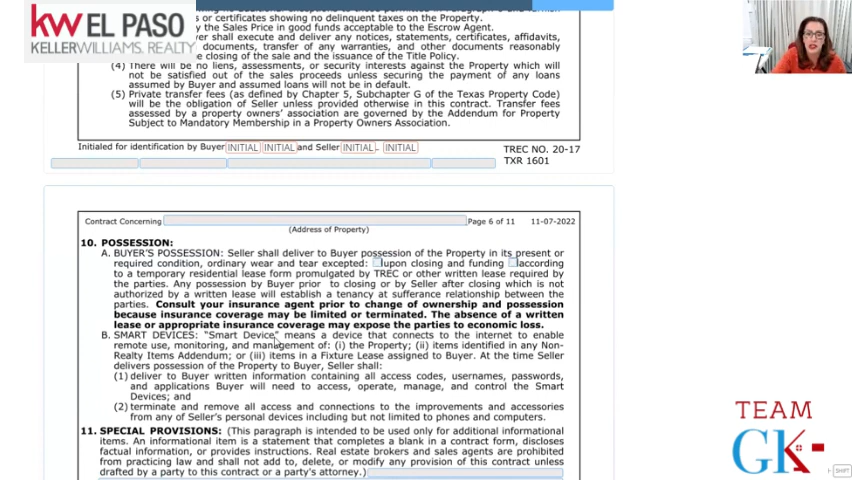 kw EL PASO
KELLERWILLIAMS. REALTY
s or certificates showing no delinquent taxes on the Property.
y the Sales Price in good funds acceptable to the Escrow Agent.
er shall execute and deliver any notices, statements, certificates, affidavits,
documents, transfer of any warranties, and other documents reasonably
e closing of the sale and the issuance of the Title Policy.
(4) There will be no liens, assessments, or security interests against the Property which will
not be satisfied out of the sales proceeds unless securing the payment of any loans
assumed by Buyer and assumed loans will not be in default.
(5) Private transfer fees (as defined by Chapter 5, Subchapter G of the Texas Property Code)
will be the obligation of Seller unless provided otherwise in this contract. Transfer fees
assessed by a property owners' association are governed by the Addendum for Property
Subject to Mandatory Membership in a Property Owners Association.
Initialed for identification by Buyer INITIAL INITIAL and Seller INITIAL INITIAL
TREC NO. 20-17
TXR 1601
Contract Concerning Page 6 of 11 11-07-2022
(Address of Property)
10. POSSESSION:
A. BUYER'S POSSESSION: Seller shall deliver to Buyer possession of the Property in its present or
required condition, ordinary wear and tear excepted: upon closing and funding according
to a temporary residential lease form promulgated by TREC or other written lease required by
the parties. Any possession by Buyer prior to closing or by Seller after closing which is not
authorized by a written lease will establish a tenancy at sufferance relationship between the
parties. Consult your insurance agent prior to change of ownership and possession
because insurance coverage may be limited or terminated. The absence of a written
lease or appropriate insurance coverage may expose the parties to economic loss.
B. SMART DEVICES: "Smart Device" means a device that connects to the internet to enable
remote use, monitoring, and management of: (i) the Property; (ii) items identified in any Non-
Realty Items Addendum; or (iii) items in a Fixture Lease assigned to Buyer. At the time Seller
delivers possession of the Property to Buyer, Seller shall:
(1) deliver to Buyer written information containing all access codes, usernames, passwords,
and applications Buyer will need to access, operate, manage, and control the Smart
Devices; and
(2) terminate and remove all access and connections to the improvements and accessories
from any of Seller's personal devices including but not limited to phones and computers.
11. SPECIAL PROVISIONS: (This paragraph is intended to be used only for additional informational
items. An informational item is a statement that completes a blank in a contract form, discloses
factual information, or provides instructions. Real estate brokers and sales agents are prohibited
from practicing law and shall not add to, delete, or modify any provision of this contract unless
drafted by a party to this contract or a party's attorney.)
TEAM
GK
SHIFT